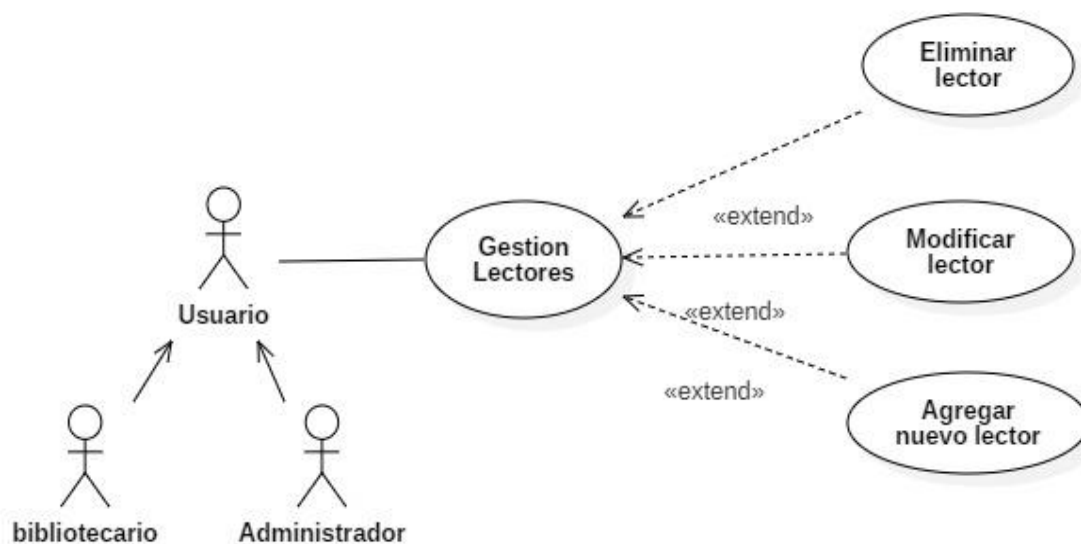 Eliminar
lector
«extend»
Modificar
lector
Gestion
Lectores
«extend»
Usuario
«extend»
Agregar
nuevo lector
bibliotecario
Administrador